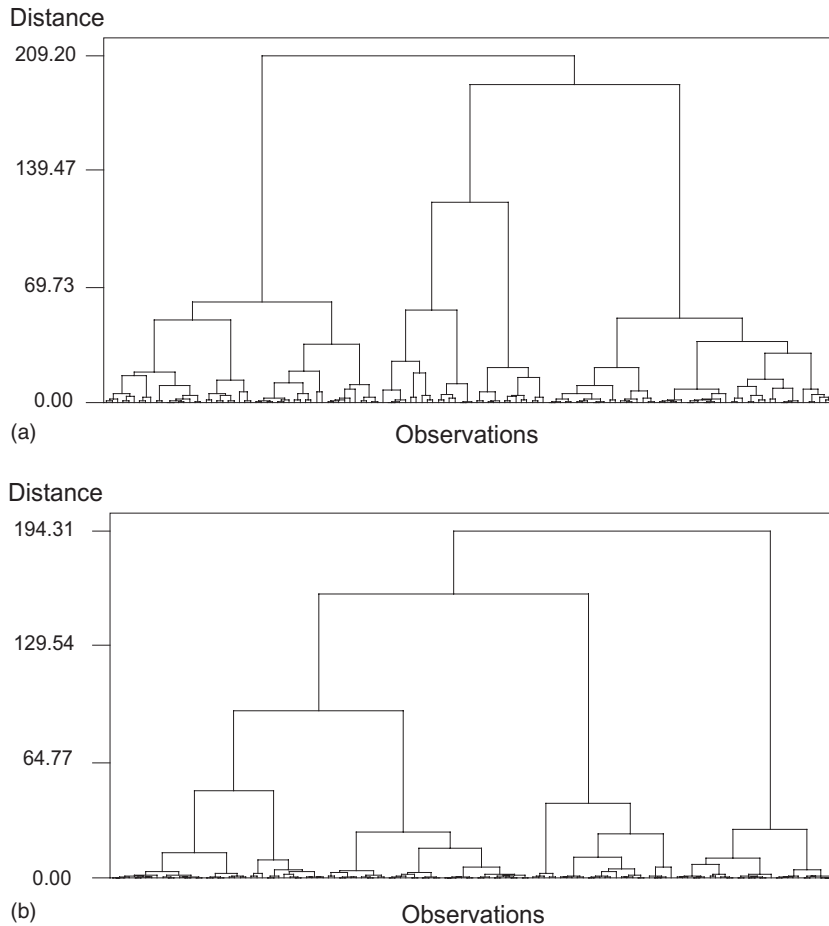 Distance
209.20
139.47
69.73
0.00
(a)
Observations
Distance
194.31
129.54
64.77
0.00
(b)
Observations